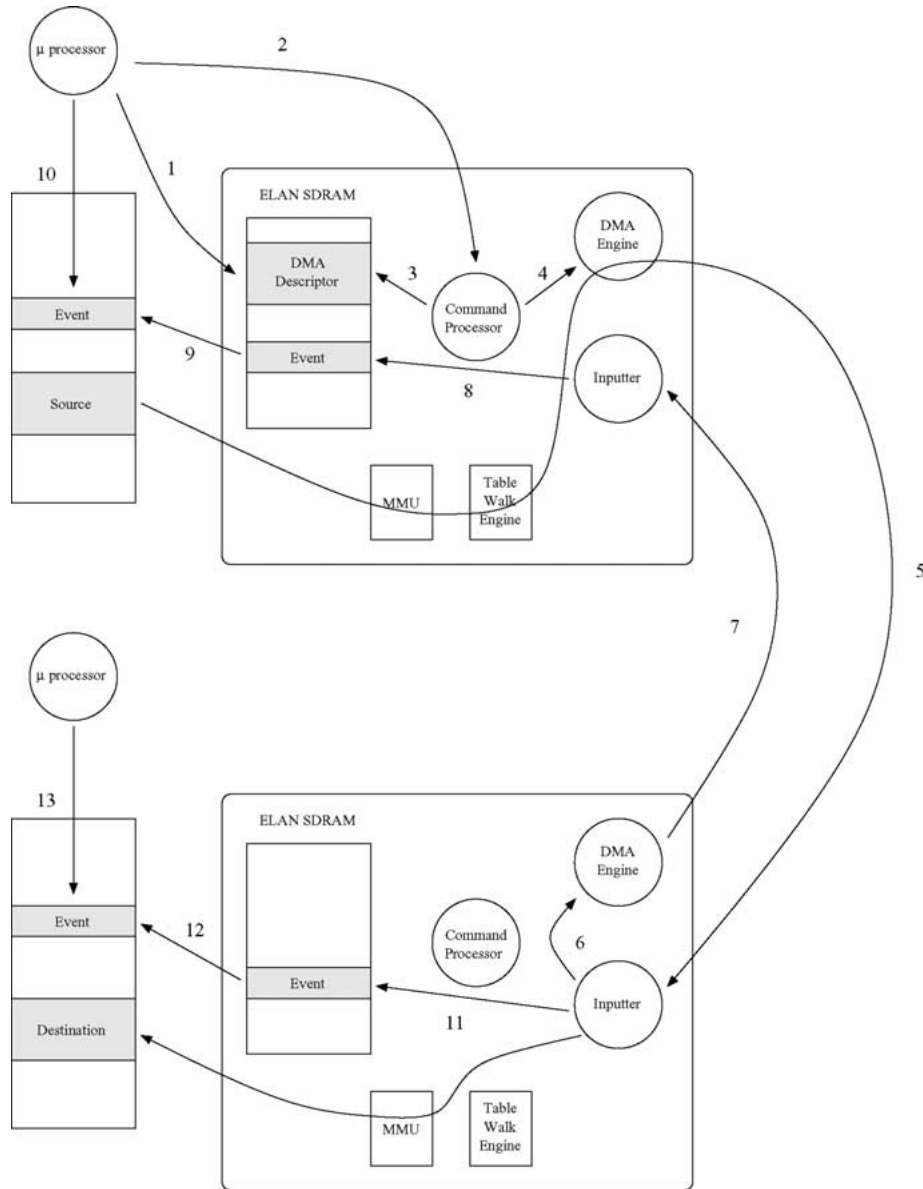 2
μ processor
1
10
ELAN SDRAM
DMA
Engine
DMA
Descriptor
3
4
Command
Processor
Event
9
Event
8
Inputter
Source
MMU
Table
Walk
Engine
5
7
μ processor
13
ELAN SDRAM
DMA
Engine
Event
12
Command
Processor
6
Event
Inputter
11
Destination
MMU
Table
Walk
Engine